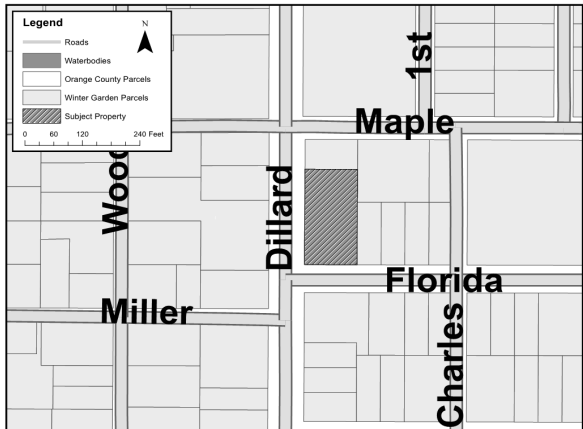 Legend
N
Roads
Waterbodies
Orange County Parcels
Winter Garden Parcels
Subject Property
0 60 120 240 Feet
1st
Maple
Dillard
Florida
Miller
Charles